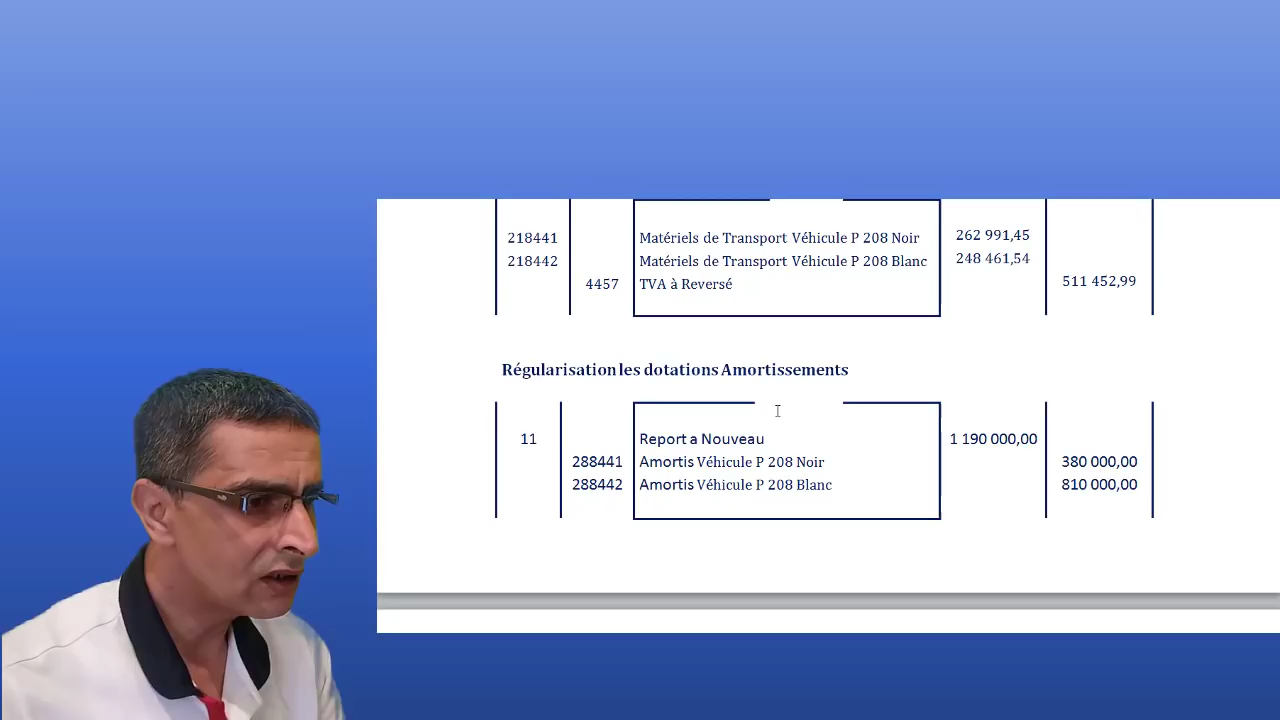 218441 Matériels de Transport Véhicule P 208 Noir 262 991,45
218442 Matériels de Transport Véhicule P 208 Blanc 248 461,54
4457 TVA à Reversé 511 452,99
Régularisation les dotations Amortissements
11 Report a Nouveau 1 190 000,00
288441 Amortis Véhicule P 208 Noir 380 000,00
288442 Amortis Véhicule P 208 Blanc 810 000,00